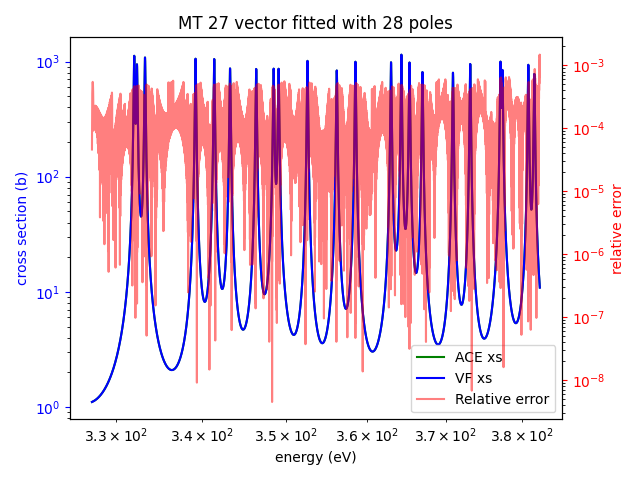 MT 27 vector fitted with 28 poles
cross section (b)
10³
10²
10¹
10⁰
relative error
10⁻³
10⁻⁴
10⁻⁵
10⁻⁶
10⁻⁷
10⁻⁸
ACE xs
VF xs
Relative error
3.3 × 10² 3.4 × 10² 3.5 × 10² 3.6 × 10² 3.7 × 10² 3.8 × 10²
energy (eV)